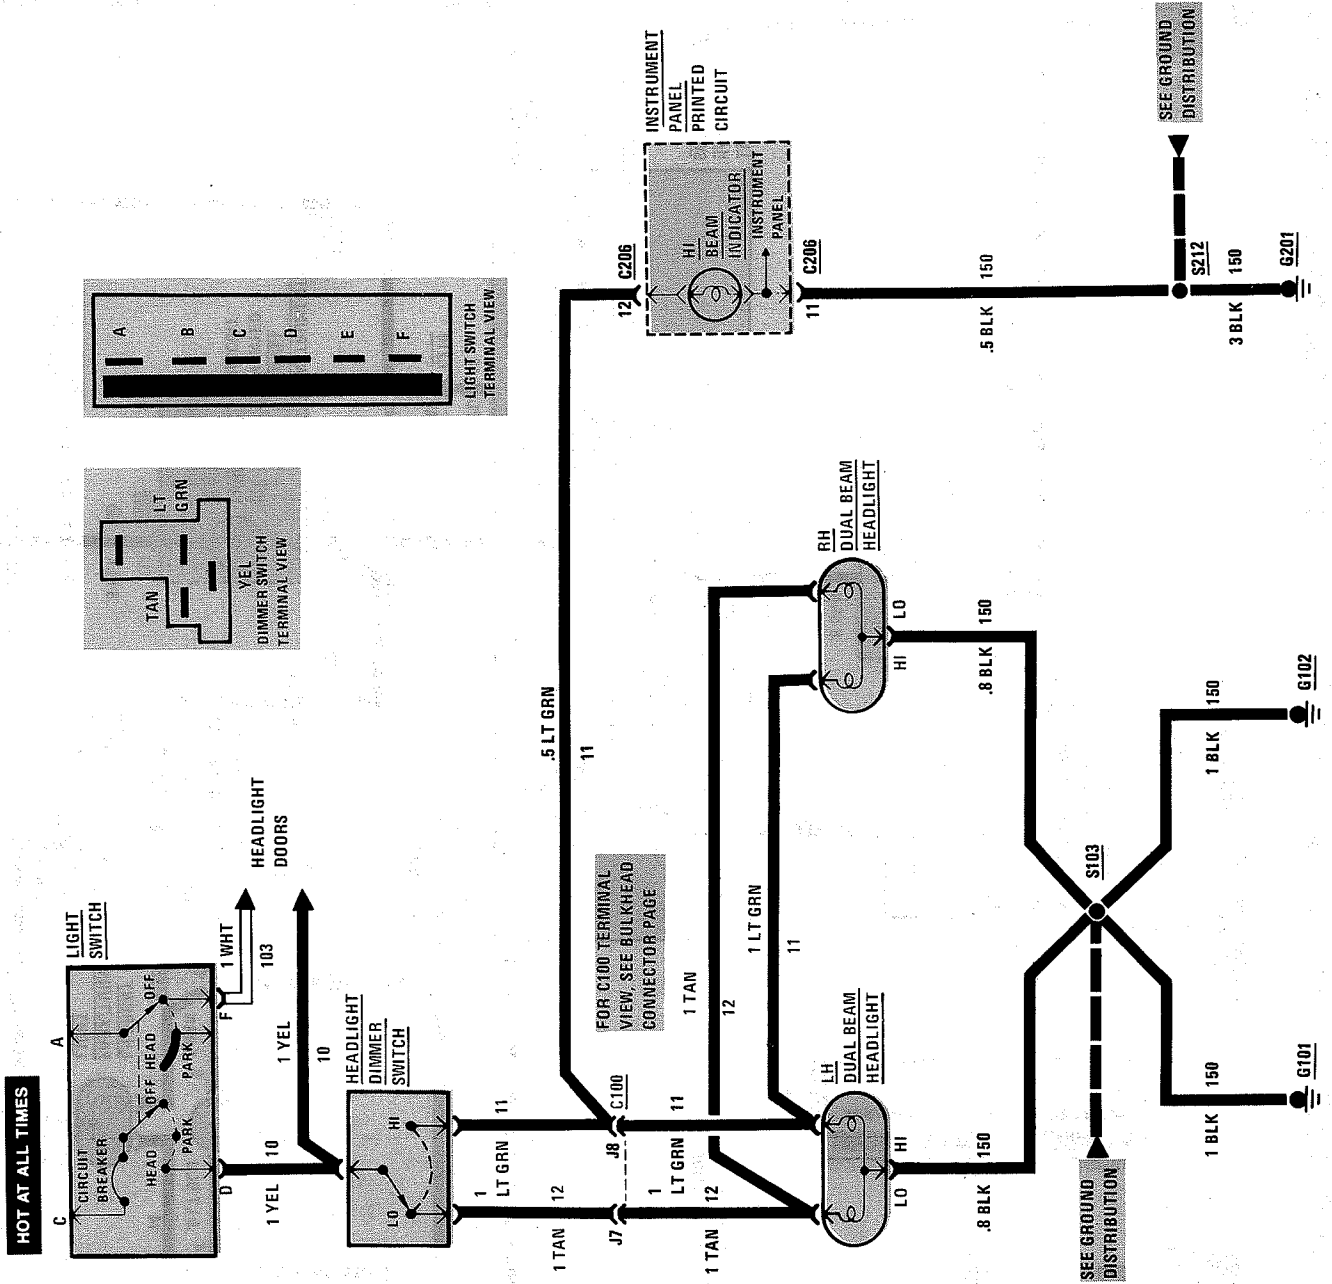 HOT AT ALL TIMES
C
A
LIGHT
SWITCH
CIRCUIT
BREAKER
HEAD
PARK
OFF
HEAD
PARK
OFF
D
F
1 YEL
10
1 WHT
103
1 YEL
10
HEADLIGHT
DOORS
HEADLIGHT
DIMMER
SWITCH
LO
HI
1 TAN
12
1
LT GRN
11
J7
J8
C100
1 TAN
12
1
LT GRN
11
FOR C100 TERMINAL
VIEW, SEE BULKHEAD
CONNECTOR PAGE
.5 LT GRN
11
1 TAN
12
1 LT GRN
11
LH
DUAL BEAM
HEADLIGHT
LO
HI
.8 BLK
150
RH
DUAL BEAM
HEADLIGHT
HI
LO
.8 BLK
150
S103
SEE GROUND
DISTRIBUTION
1 BLK
150
G101
1 BLK
150
G102
TAN
LT
GRN
YEL
DIMMER SWITCH
TERMINAL VIEW
A
B
C
D
E
F
LIGHT SWITCH
TERMINAL VIEW
12
C206
INSTRUMENT
PANEL
PRINTED
CIRCUIT
HI
BEAM
INDICATOR
INSTRUMENT
PANEL
11
C206
.5 BLK
150
S212
SEE GROUND
DISTRIBUTION
3 BLK
150
G201